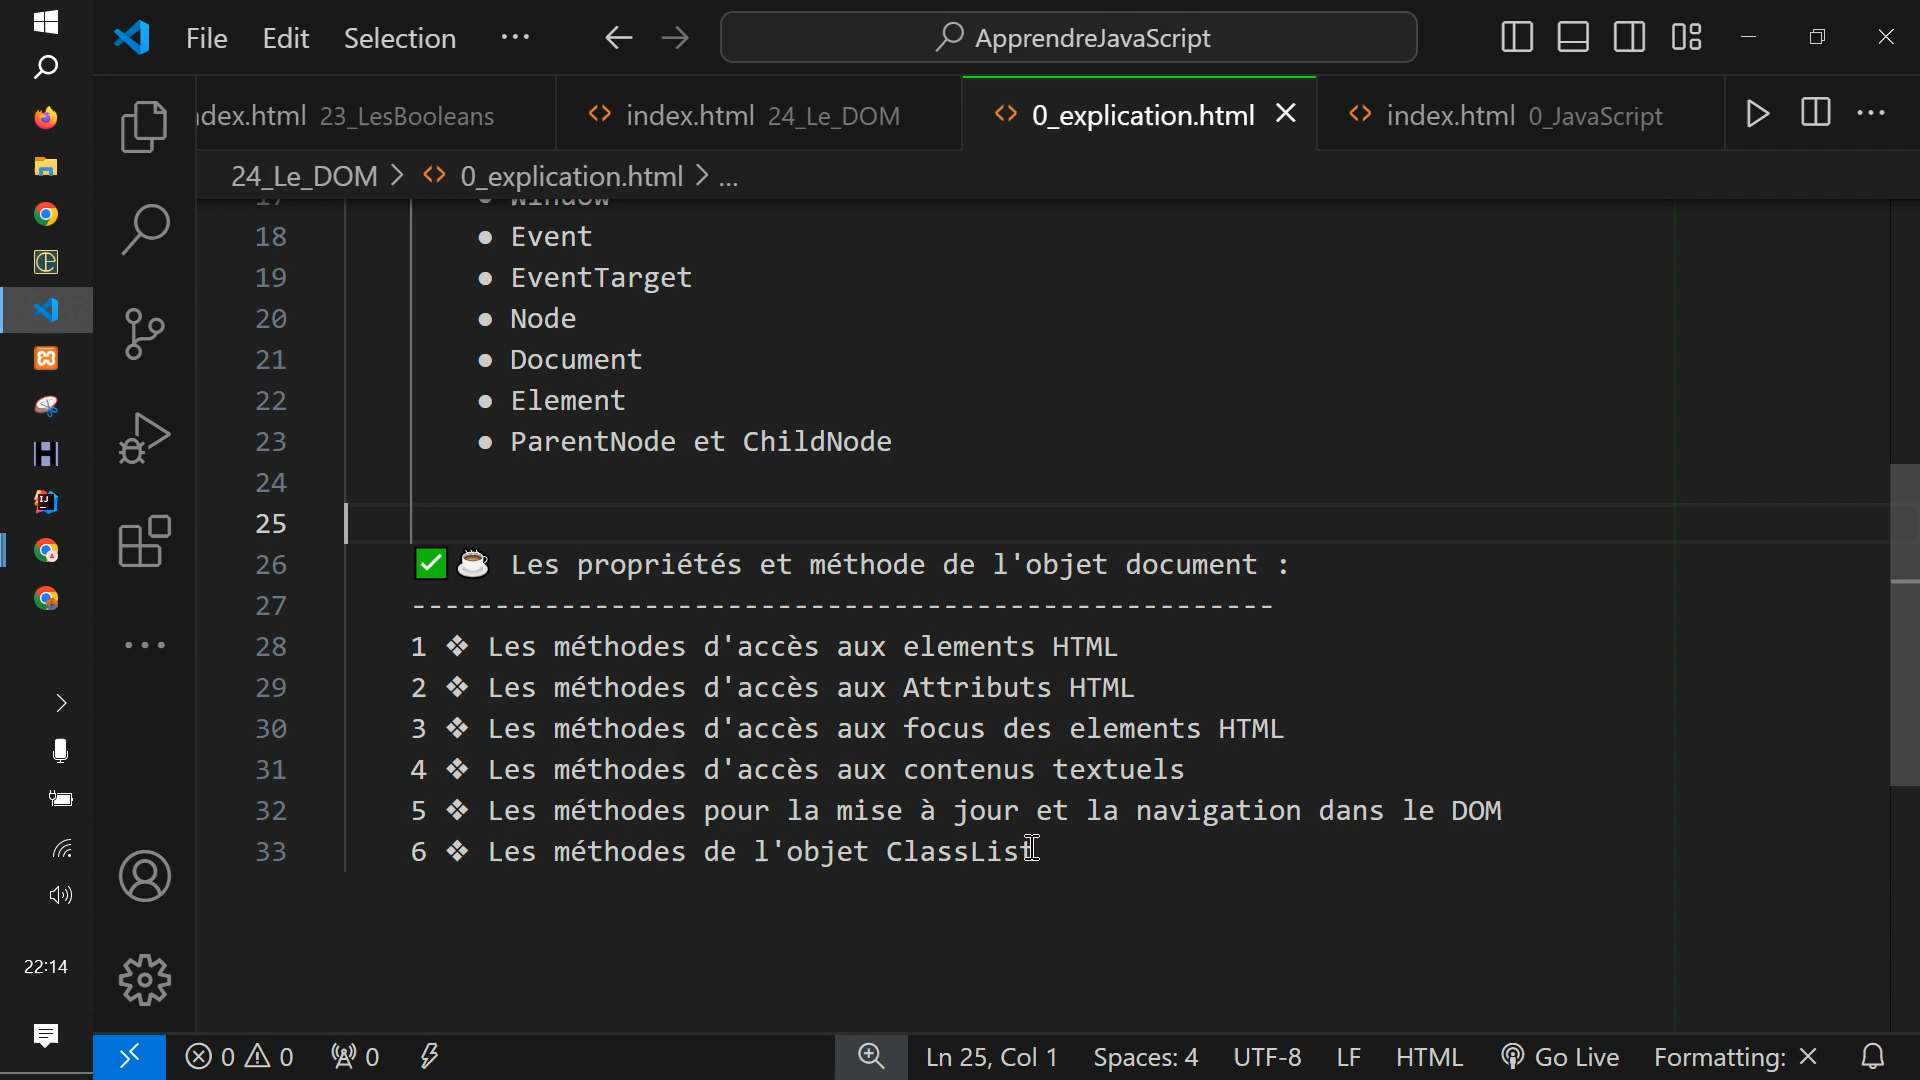 File Edit Selection ··· ApprendreJavaScript
dex.html 23_LesBooleans
index.html 24_Le_DOM
0_explication.html
index.html 0_JavaScript
24_Le_DOM > 0_explication.html > ...
17 ● Window
18 ● Event
19 ● EventTarget
20 ● Node
21 ● Document
22 ● Element
23 ● ParentNode et ChildNode
24
25
26 ✅ ☕ Les propriétés et méthode de l'objet document :
27 ----------------------------------------------------
28 1 ❖ Les méthodes d'accès aux elements HTML
29 2 ❖ Les méthodes d'accès aux Attributs HTML
30 3 ❖ Les méthodes d'accès aux focus des elements HTML
31 4 ❖ Les méthodes d'accès aux contenus textuels
32 5 ❖ Les méthodes pour la mise à jour et la navigation dans le DOM
33 6 ❖ Les méthodes de l'objet ClassList
22:14
0 0 0 Ln 25, Col 1 Spaces: 4 UTF-8 LF HTML Go Live Formatting: ×